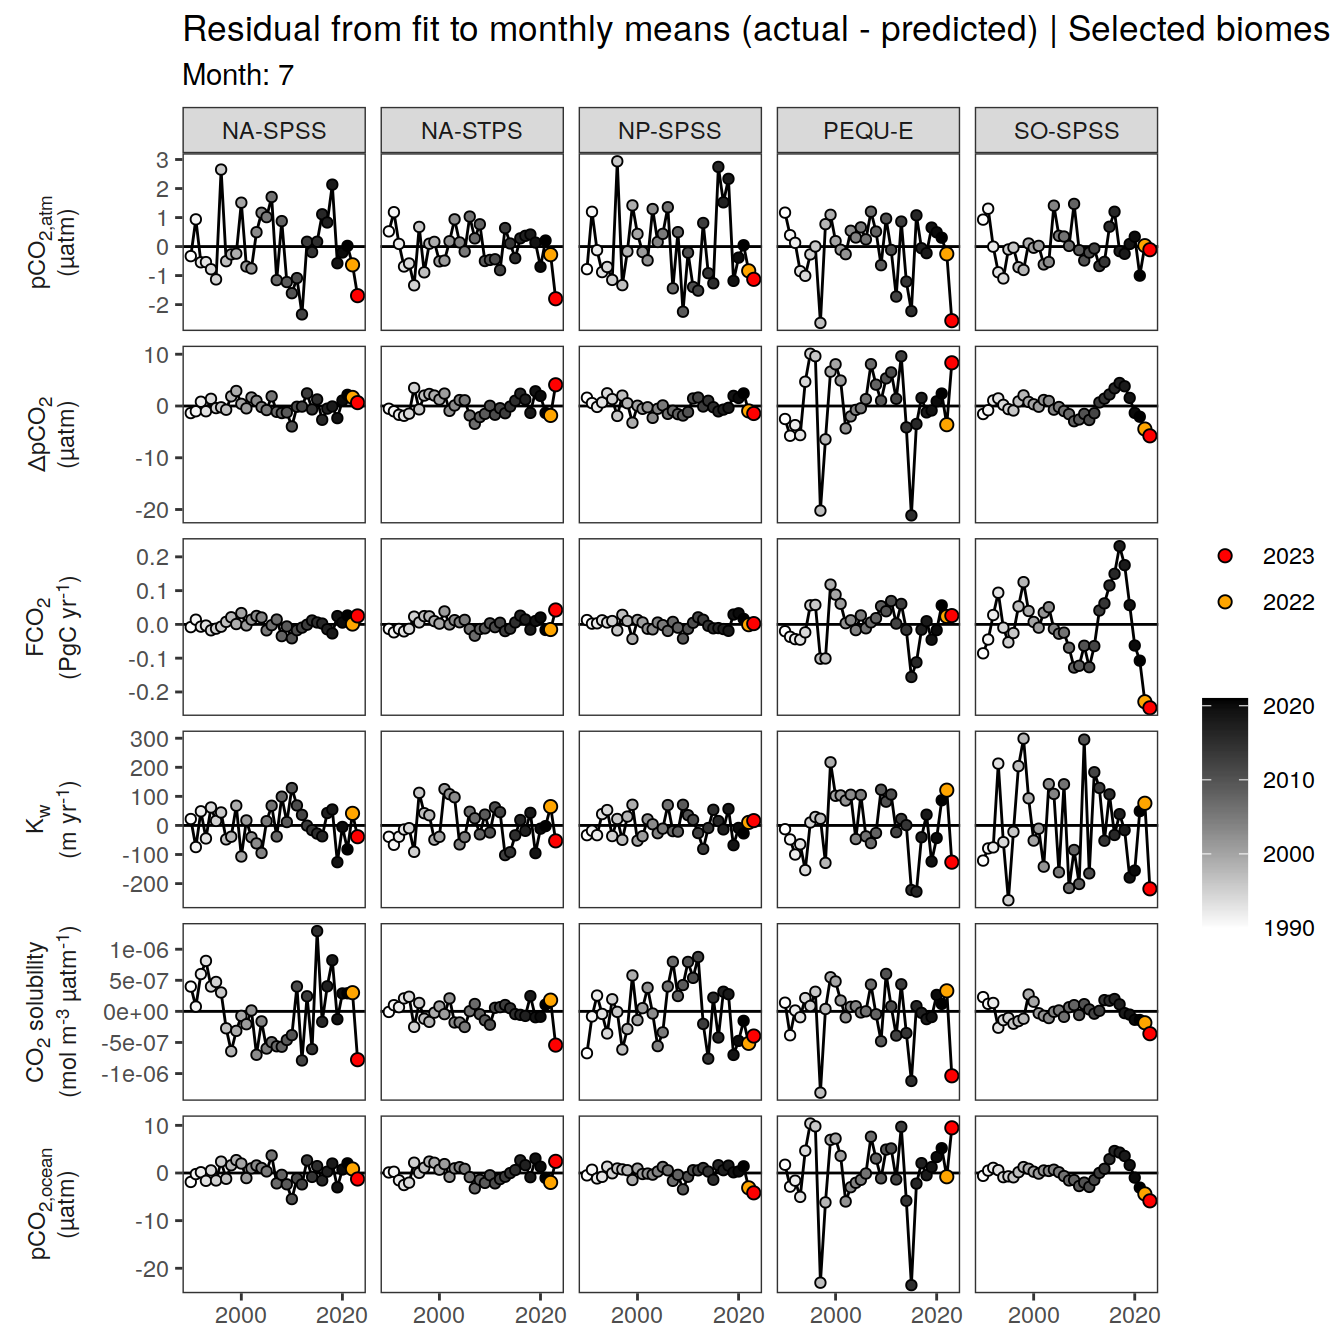 Residual from fit to monthly means (actual - predicted) | Selected biomes
Month: 7
NA-SPSS NA-STPS NP-SPSS PEQU-E SO-SPSS
pCO2,atm
(µatm)
3
2
1
0
-1
-2
ΔpCO2
(µatm)
10
0
-10
-20
FCO2
(PgC yr-1)
0.2
0.1
0.0
-0.1
-0.2
Kw
(m yr-1)
300
200
100
0
-100
-200
CO2 solubility
(mol m-3 µatm-1)
1e-06
5e-07
0e+00
-5e-07
-1e-06
pCO2,ocean
(µatm)
10
0
-10
-20
2000 2020 2000 2020 2000 2020 2000 2020 2000 2020
2023
2022
2020
2010
2000
1990